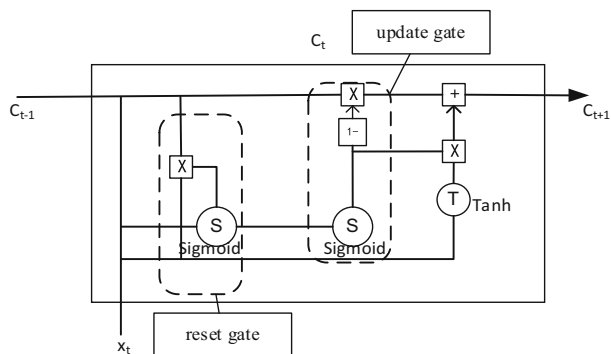 update gate
C_t
C_{t-1}
X
+
C_{t+1}
1-
X
X
T
Tanh
S
S
Sigmoid
Sigmoid
reset gate
x_t